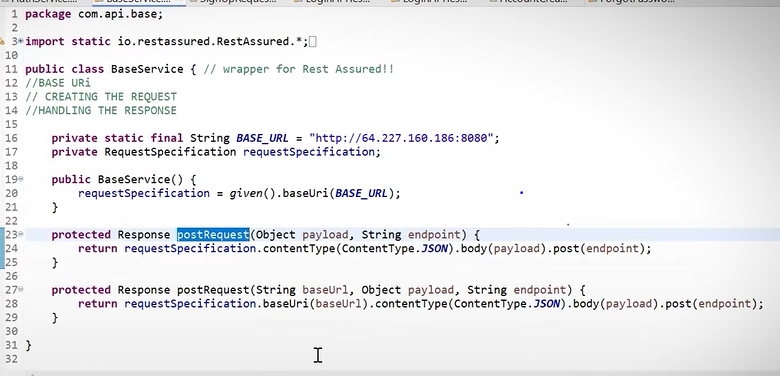 BaseService....
SignUpReques...
ForgotPasswo...
1 package com.api.base;
2
3 import static io.restassured.RestAssured.*;
10
11 public class BaseService { // wrapper for Rest Assured!!
12 //BASE URi
13 // CREATING THE REQUEST
14 //HANDLING THE RESPONSE
15
16 private static final String BASE_URL = "http://64.227.160.186:8080";
17 private RequestSpecification requestSpecification;
18
19 public BaseService() {
20 requestSpecification = given().baseUri(BASE_URL);
21 }
22
23 protected Response postRequest(Object payload, String endpoint) {
24 return requestSpecification.contentType(ContentType.JSON).body(payload).post(endpoint);
25 }
26
27 protected Response postRequest(String baseUrl, Object payload, String endpoint) {
28 return requestSpecification.baseUri(baseUrl).contentType(ContentType.JSON).body(payload).post(endpoint);
29 }
30
31 }
32